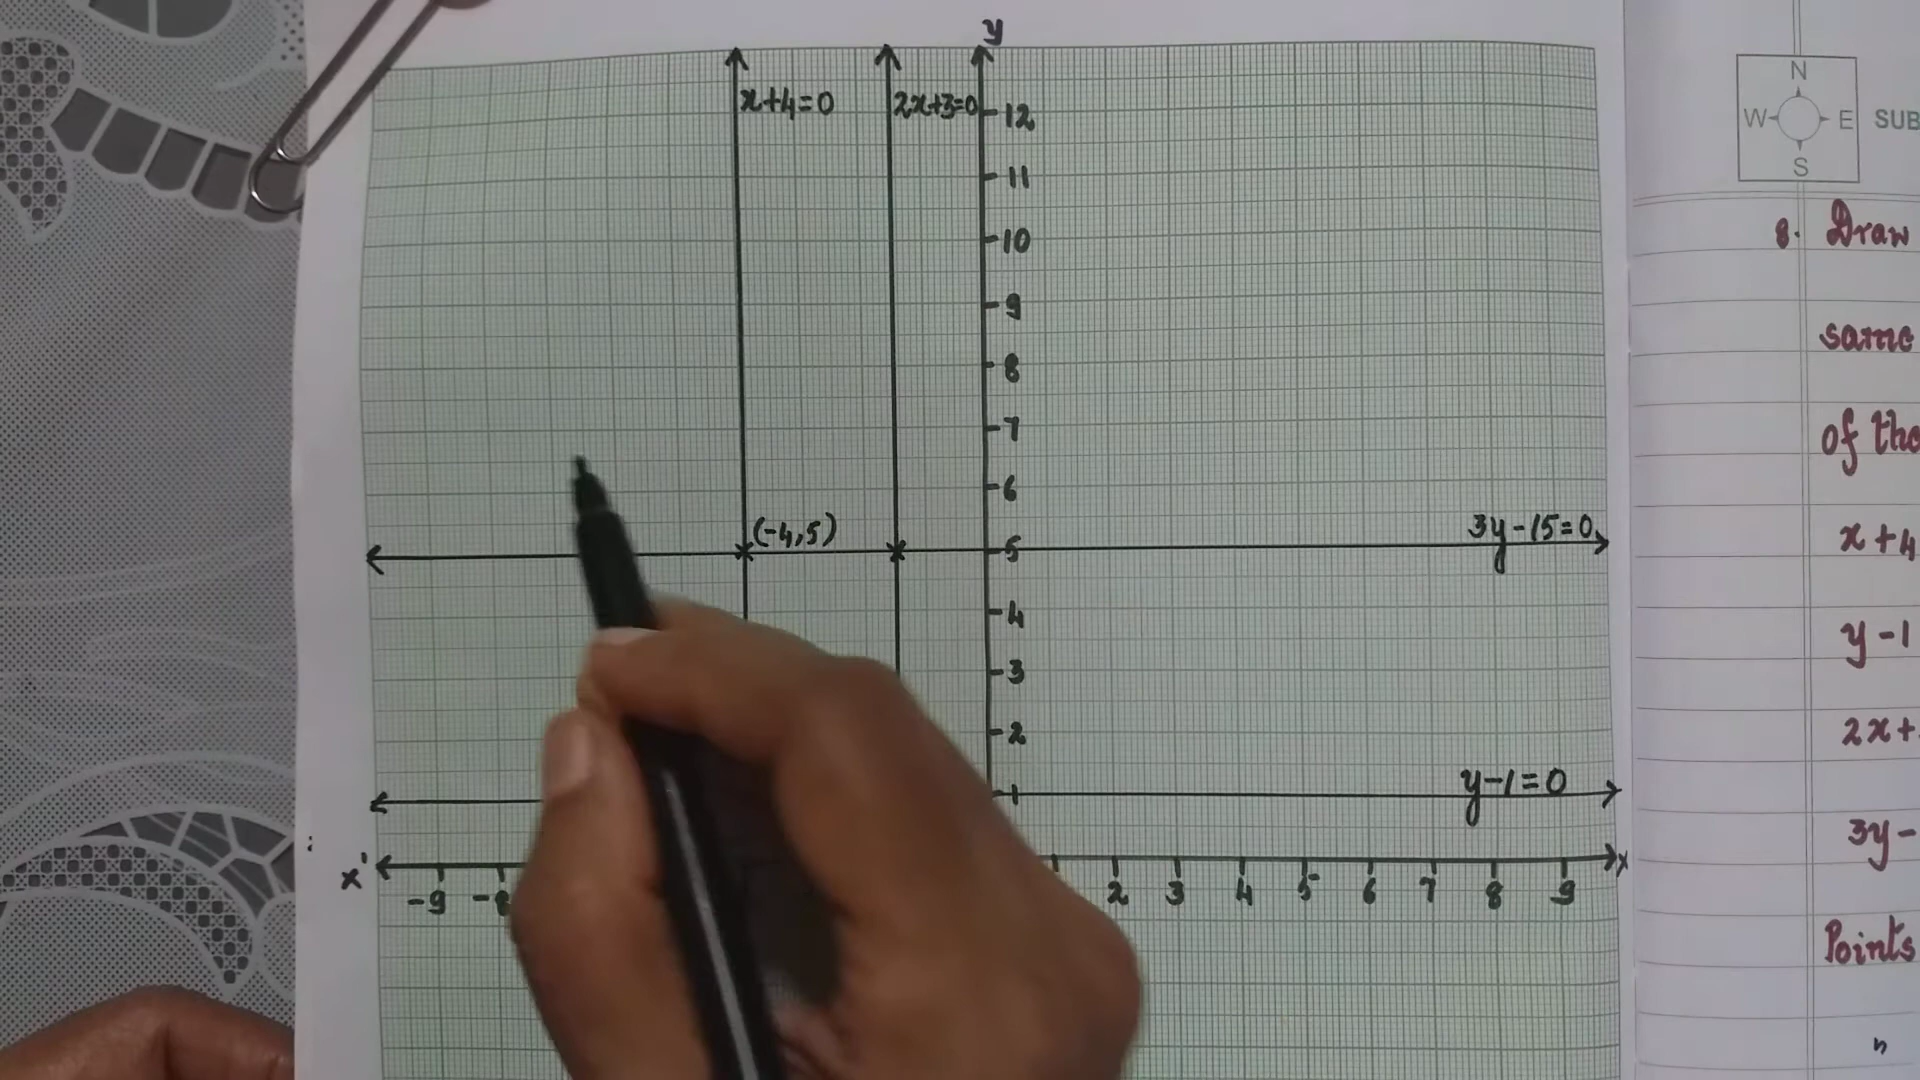 y
x+4=0
2x+3=0
12
11
10
9
8
7
6
(-4,5)
5
3y-15=0
4
3
2
1
y-1=0
x'
x
-9
2 3 4 5 6 7 8 9
N
W E
S
SUB
8. Draw
same
of the
x+4
y-1
2x+
3y-
Points